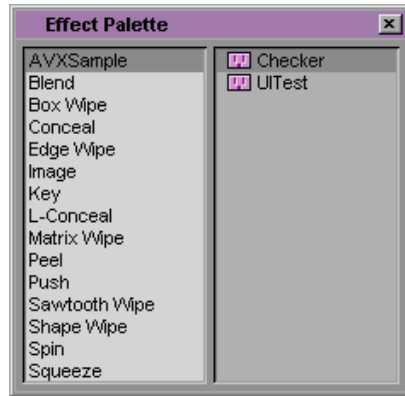 Effect Palette
AVXSample
Blend
Box Wipe
Conceal
Edge Wipe
Image
Key
L-Conceal
Matrix Wipe
Peel
Push
Sawtooth Wipe
Shape Wipe
Spin
Squeeze
Checker
UITest